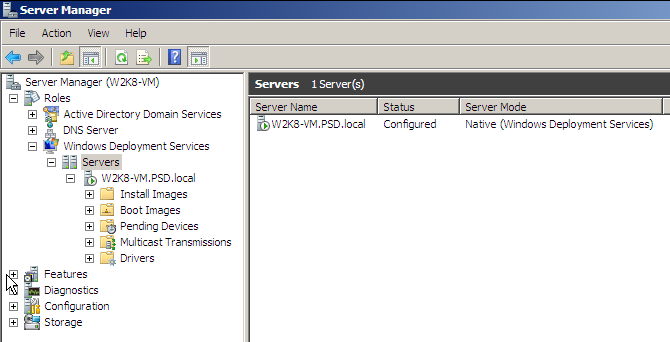 Server Manager
File Action View Help
Server Manager (W2K8-VM)
Roles
Active Directory Domain Services
DNS Server
Windows Deployment Services
Servers
W2K8-VM.PSD.local
Install Images
Boot Images
Pending Devices
Multicast Transmissions
Drivers
Features
Diagnostics
Configuration
Storage
Servers 1 Server(s)
Server Name Status Server Mode
W2K8-VM.PSD.local Configured Native (Windows Deployment Services)